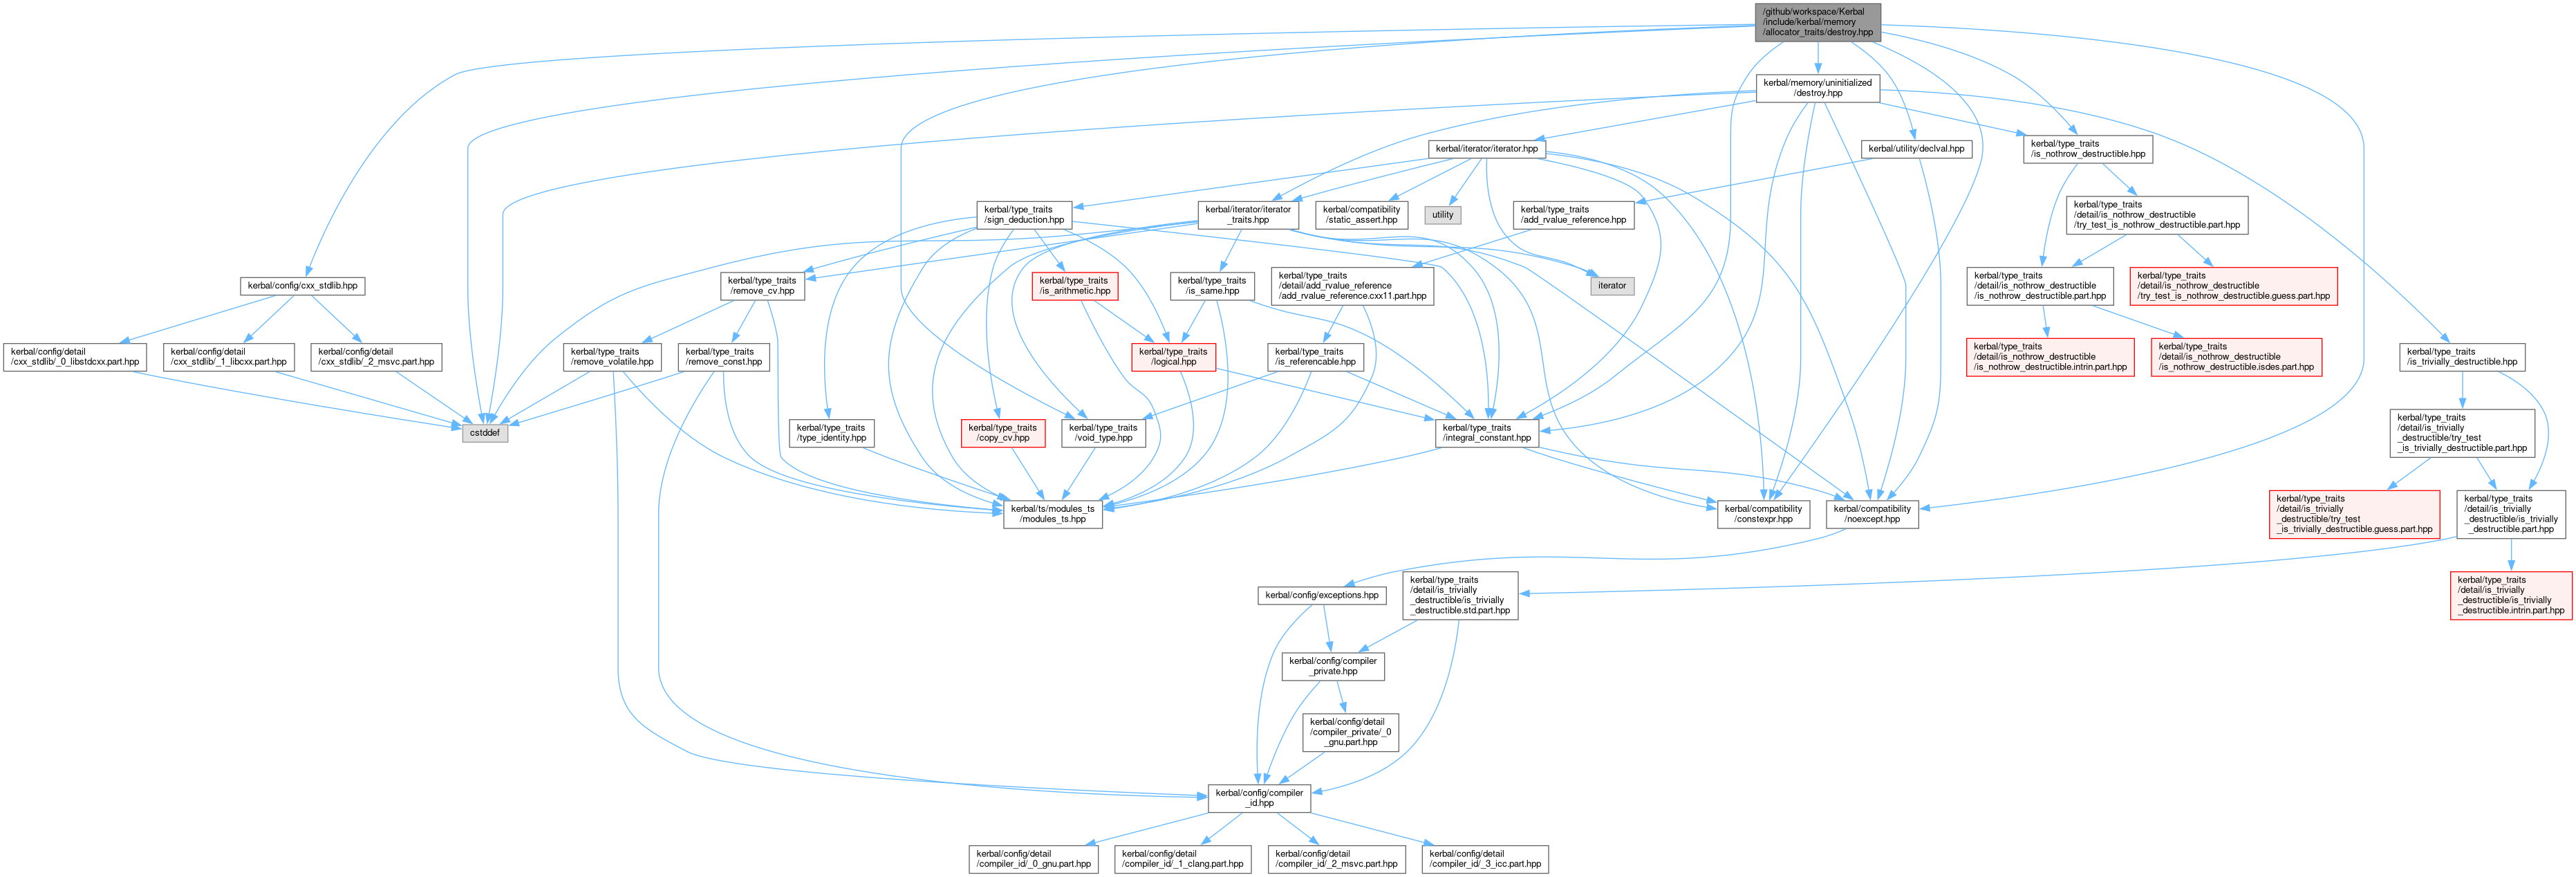 /github/workspace/Kerbal
/include/kerbal/memory
/allocator_traits/destroy.hpp
kerbal/memory/uninitialized
/destroy.hpp
kerbal/iterator/iterator.hpp
kerbal/utility/declval.hpp
kerbal/type_traits
/is_nothrow_destructible.hpp
kerbal/type_traits
/sign_deduction.hpp
kerbal/iterator/iterator
_traits.hpp
kerbal/compatibility
/static_assert.hpp
utility
kerbal/type_traits
/add_rvalue_reference.hpp
kerbal/type_traits
/detail/is_nothrow_destructible
/try_test_is_nothrow_destructible.part.hpp
kerbal/config/cxx_stdlib.hpp
kerbal/type_traits
/remove_cv.hpp
kerbal/type_traits
/is_arithmetic.hpp
kerbal/type_traits
/is_same.hpp
kerbal/type_traits
/detail/add_rvalue_reference
/add_rvalue_reference.cxx11.part.hpp
iterator
kerbal/type_traits
/detail/is_nothrow_destructible
/is_nothrow_destructible.part.hpp
kerbal/type_traits
/detail/is_nothrow_destructible
/try_test_is_nothrow_destructible.guess.part.hpp
kerbal/config/detail
/cxx_stdlib/_0_libstdcxx.part.hpp
kerbal/config/detail
/cxx_stdlib/_1_libcxx.part.hpp
kerbal/config/detail
/cxx_stdlib/_2_msvc.part.hpp
kerbal/type_traits
/remove_volatile.hpp
kerbal/type_traits
/remove_const.hpp
kerbal/type_traits
/logical.hpp
kerbal/type_traits
/is_referencable.hpp
kerbal/type_traits
/detail/is_nothrow_destructible
/is_nothrow_destructible.intrin.part.hpp
kerbal/type_traits
/detail/is_nothrow_destructible
/is_nothrow_destructible.isdes.part.hpp
kerbal/type_traits
/is_trivially_destructible.hpp
cstddef
kerbal/type_traits
/type_identity.hpp
kerbal/type_traits
/copy_cv.hpp
kerbal/type_traits
/void_type.hpp
kerbal/type_traits
/integral_constant.hpp
kerbal/type_traits
/detail/is_trivially
_destructible/try_test
_is_trivially_destructible.part.hpp
kerbal/ts/modules_ts
/modules_ts.hpp
kerbal/compatibility
/constexpr.hpp
kerbal/compatibility
/noexcept.hpp
kerbal/type_traits
/detail/is_trivially
_destructible/try_test
_is_trivially_destructible.guess.part.hpp
kerbal/type_traits
/detail/is_trivially
_destructible/is_trivially
_destructible.part.hpp
kerbal/config/exceptions.hpp
kerbal/type_traits
/detail/is_trivially
_destructible/is_trivially
_destructible.std.part.hpp
kerbal/type_traits
/detail/is_trivially
_destructible/is_trivially
_destructible.intrin.part.hpp
kerbal/config/compiler
_private.hpp
kerbal/config/detail
/compiler_private/_0
_gnu.part.hpp
kerbal/config/compiler
_id.hpp
kerbal/config/detail
/compiler_id/_0_gnu.part.hpp
kerbal/config/detail
/compiler_id/_1_clang.part.hpp
kerbal/config/detail
/compiler_id/_2_msvc.part.hpp
kerbal/config/detail
/compiler_id/_3_icc.part.hpp